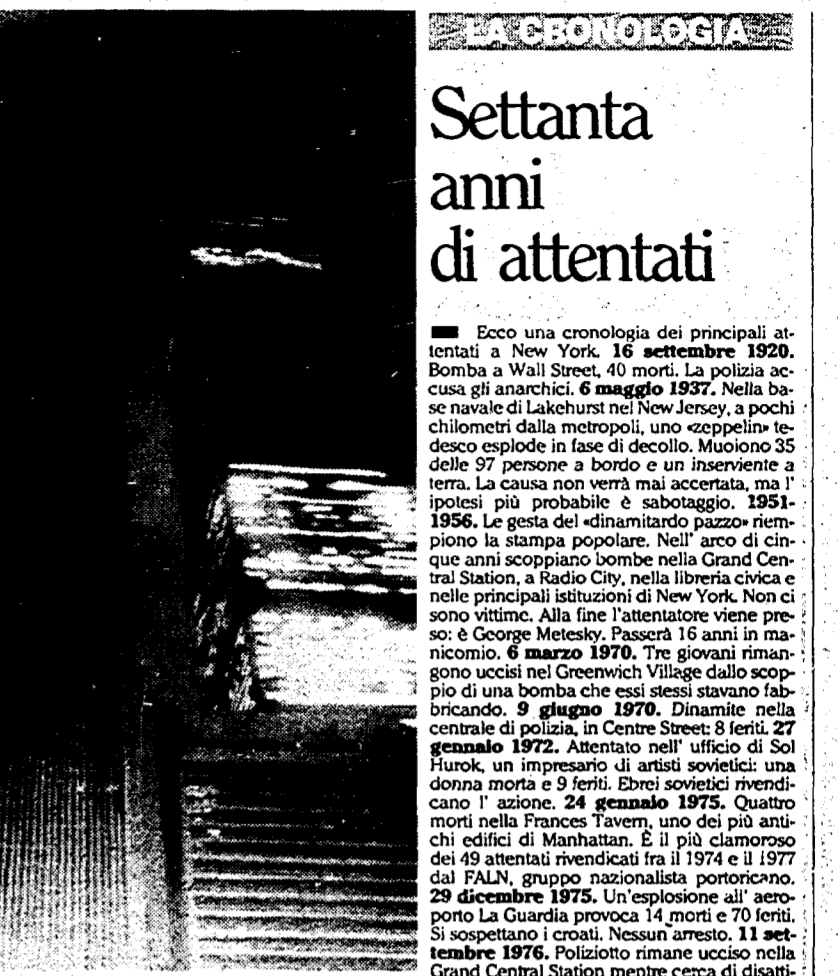 LA CRONOLOGIA
Settanta
anni
di attentati
Ecco una cronologia dei principali at-
tentati a New York. 16 settembre 1920.
Bomba a Wall Street, 40 morti. La polizia ac-
cusa gli anarchici. 6 maggio 1937. Nella ba-
se navale di Lakehurst nel New Jersey, a pochi
chilometri dalla metropoli, uno «zeppelin» te-
desco esplode in fase di decollo. Muoiono 35
delle 97 persone a bordo e un inserviente a
terra. La causa non verrà mai accertata, ma l'
ipotesi più probabile è sabotaggio. 1951-
1956. Le gesta del «dinamitardo pazzo» riem-
piono la stampa popolare. Nell' arco di cin-
que anni scoppiano bombe nella Grand Cen-
tral Station, a Radio City, nella libreria civica e
nelle principali istituzioni di New York. Non ci
sono vittime. Alla fine l'attentatore viene pre-
so: è George Metesky. Passerà 16 anni in ma-
nicomio. 6 marzo 1970. Tre giovani riman-
gono uccisi nel Greenwich Village dallo scop-
pio di una bomba che essi stessi stavano fab-
bricando. 9 giugno 1970. Dinamite nella
centrale di polizia, in Centre Street: 8 feriti. 27
gennaio 1972. Attentato nell' ufficio di Sol
Hurok, un impresario di artisti sovietici: una
donna morta e 9 feriti. Ebrei sovietici rivendi-
cano l' azione. 24 gennaio 1975. Quattro
morti nella Frances Tavern, uno dei più anti-
chi edifici di Manhattan. È il più clamoroso
dei 49 attentati rivendicati fra il 1974 e il 1977
dal FALN, gruppo nazionalista portoricano.
29 dicembre 1975. Un'esplosione all' aero-
porto La Guardia provoca 14 morti e 70 feriti.
Si sospettano i croati. Nessun arresto. 11 set-
tembre 1976. Poliziotto rimane ucciso nella
Grand Central Station mentre cerca di disatti-